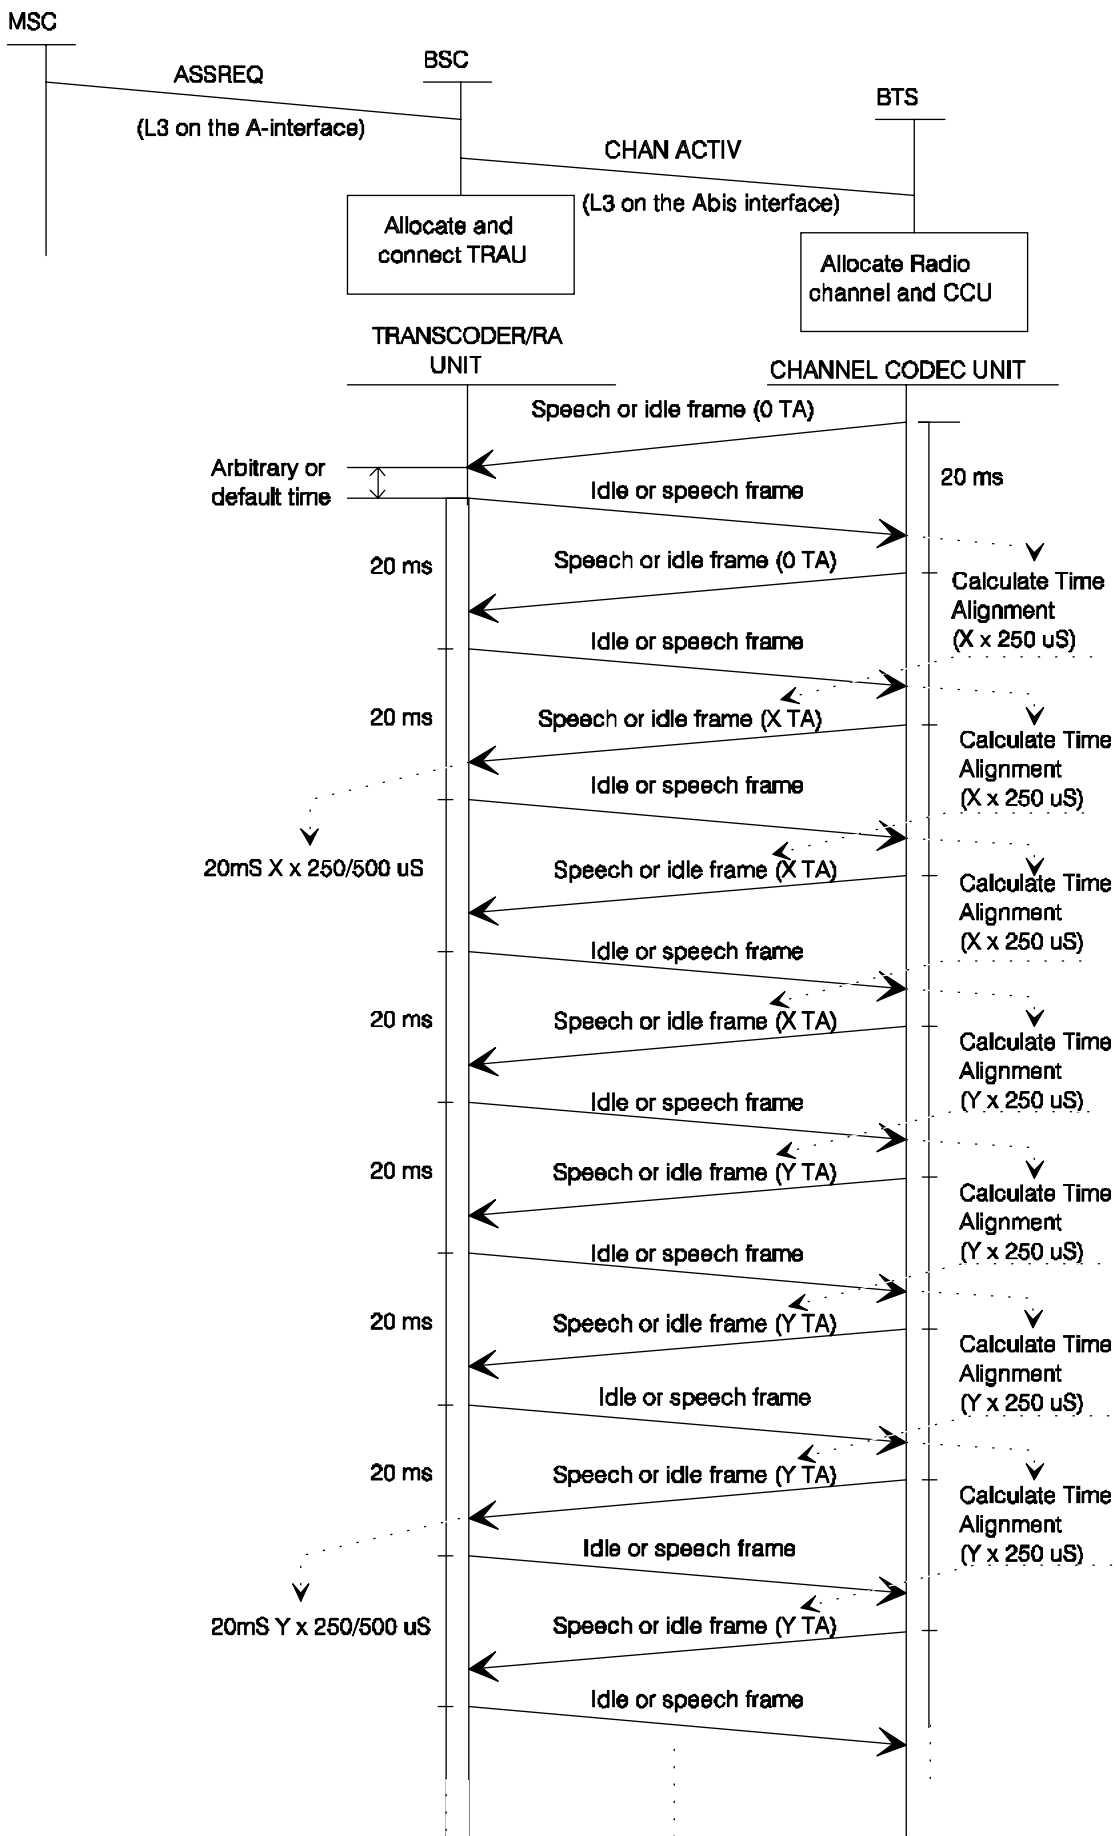 MSC
BSC
ASSREQ
BTS
(L3 on the A-interface)
CHAN ACTIV
(L3 on the Abis interface)
Allocate and
connect TRAU
Allocate Radio
channel and CCU
TRANSCODER/RA
UNIT
CHANNEL CODEC UNIT
Speech or idle frame (0 TA)
Arbitrary or
default time
20 ms
Idle or speech frame
20 ms
Speech or idle frame (0 TA)
Calculate Time
Alignment
(X x 250 uS)
Idle or speech frame
20 ms
Speech or idle frame (X TA)
Calculate Time
Alignment
(X x 250 uS)
Idle or speech frame
20mS X x 250/500 uS
Speech or idle frame (X TA)
Calculate Time
Alignment
(X x 250 uS)
Idle or speech frame
20 ms
Speech or idle frame (X TA)
Calculate Time
Alignment
(Y x 250 uS)
Idle or speech frame
20 ms
Speech or idle frame (Y TA)
Calculate Time
Alignment
(Y x 250 uS)
Idle or speech frame
20 ms
Speech or idle frame (Y TA)
Calculate Time
Alignment
(Y x 250 uS)
Idle or speech frame
20 ms
Speech or idle frame (Y TA)
Calculate Time
Alignment
(Y x 250 uS)
Idle or speech frame
20mS Y x 250/500 uS
Speech or idle frame (Y TA)
Idle or speech frame